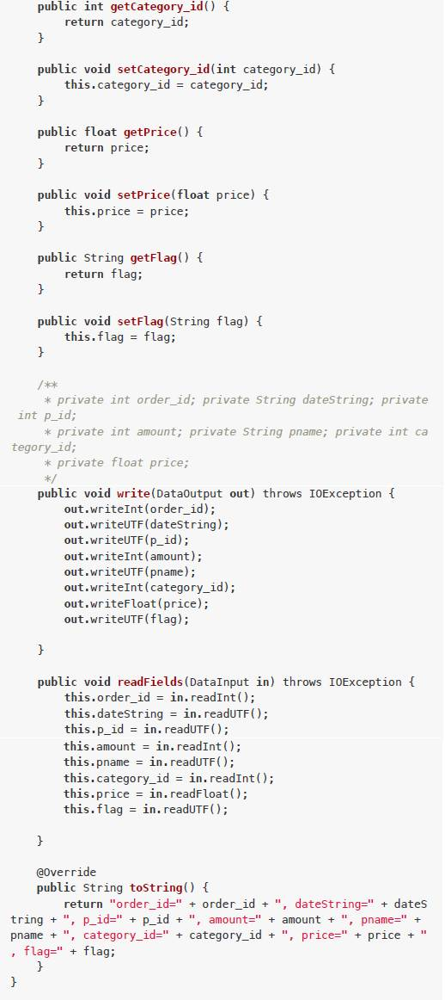 public int getCategory_id() {
        return category_id;
    }

    public void setCategory_id(int category_id) {
        this.category_id = category_id;
    }

    public float getPrice() {
        return price;
    }

    public void setPrice(float price) {
        this.price = price;
    }

    public String getFlag() {
        return flag;
    }

    public void setFlag(String flag) {
        this.flag = flag;
    }

    /**
     * private int order_id; private String dateString; private
 int p_id;
     * private int amount; private String pname; private int ca
tegory_id;
     * private float price;
     */
    public void write(DataOutput out) throws IOException {
        out.writeInt(order_id);
        out.writeUTF(dateString);
        out.writeUTF(p_id);
        out.writeInt(amount);
        out.writeUTF(pname);
        out.writeInt(category_id);
        out.writeFloat(price);
        out.writeUTF(flag);

    }

    public void readFields(DataInput in) throws IOException {
        this.order_id = in.readInt();
        this.dateString = in.readUTF();
        this.p_id = in.readUTF();
        this.amount = in.readInt();
        this.pname = in.readUTF();
        this.category_id = in.readInt();
        this.price = in.readFloat();
        this.flag = in.readUTF();

    }

    @Override
    public String toString() {
        return "order_id=" + order_id + ", dateString=" + dateS
tring + ", p_id=" + p_id + ", amount=" + amount + ", pname=" +
pname + ", category_id=" + category_id + ", price=" + price + "
, flag=" + flag;
    }
}